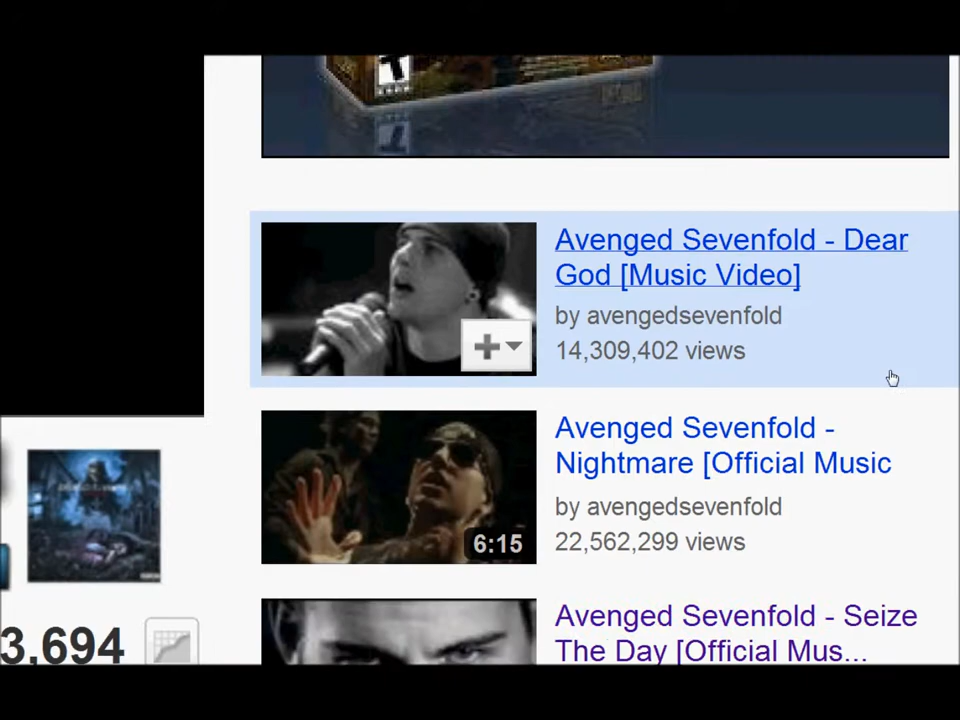 T
Avenged Sevenfold - Dear
God [Music Video]
by avengedsevenfold
14,309,402 views
Avenged Sevenfold -
Nightmare [Official Music
by avengedsevenfold
22,562,299 views
6:15
Avenged Sevenfold - Seize
The Day [Official Mus...
3,694